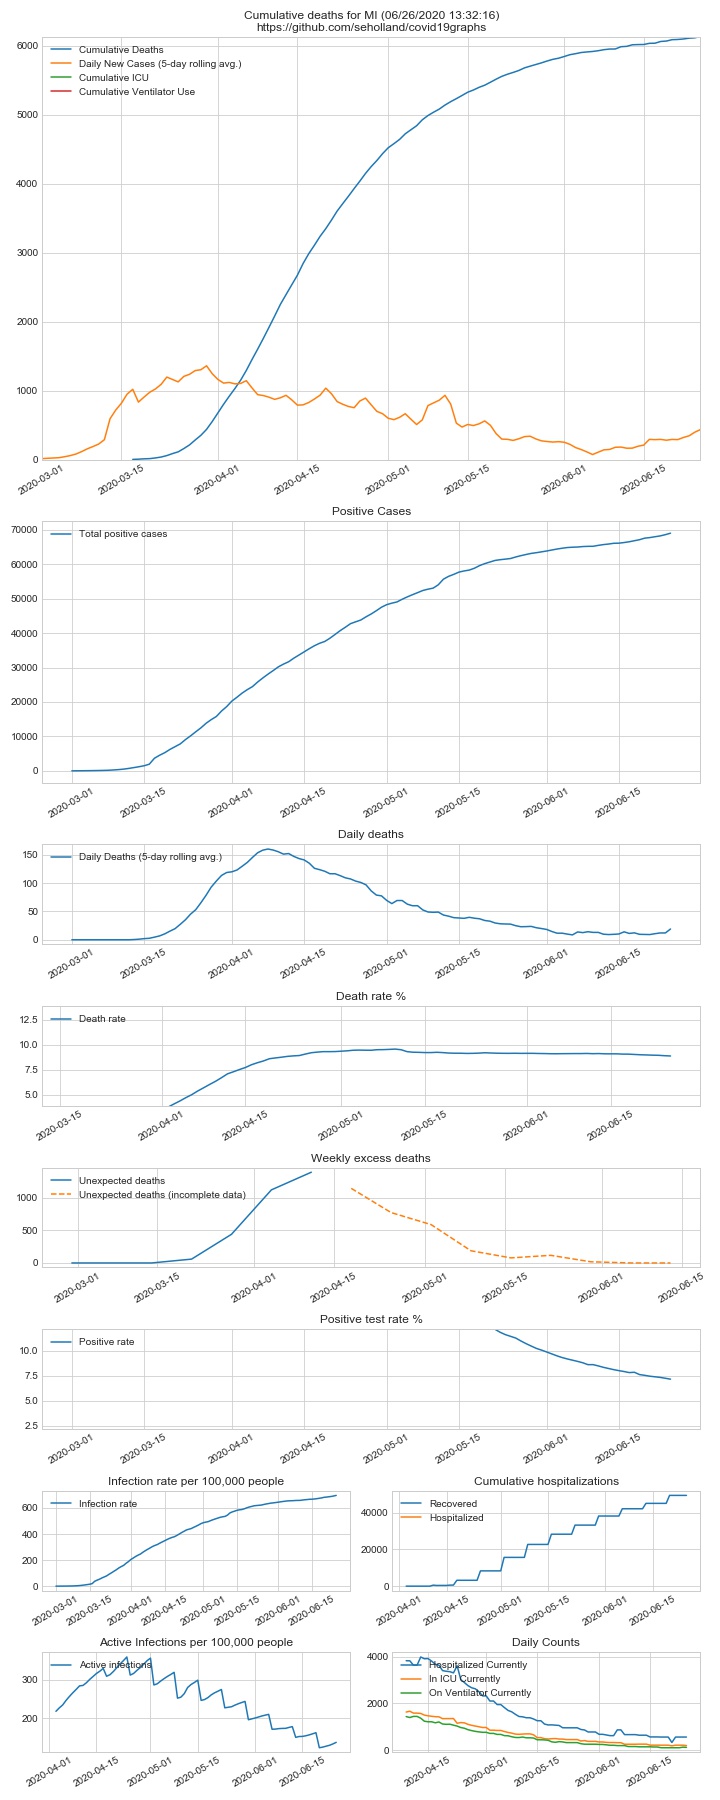 Cumulative deaths for MI (06/26/2020 13:32:16)
https://github.com/seholland/covid19graphs
Cumulative Deaths
Daily New Cases (5-day rolling avg.)
Cumulative ICU
Cumulative Ventilator Use
6000
5000
4000
3000
2000
1000
0
2020-03-01 2020-03-15 2020-04-01 2020-04-15 2020-05-01 2020-05-15 2020-06-01 2020-06-15
Positive Cases
Total positive cases
70000
60000
50000
40000
30000
20000
10000
0
2020-03-01 2020-03-15 2020-04-01 2020-04-15 2020-05-01 2020-05-15 2020-06-01 2020-06-15
Daily deaths
Daily Deaths (5-day rolling avg.)
150
100
50
0
2020-03-01 2020-03-15 2020-04-01 2020-04-15 2020-05-01 2020-05-15 2020-06-01 2020-06-15
Death rate %
Death rate
12.5
10.0
7.5
5.0
2020-03-15 2020-04-01 2020-04-15 2020-05-01 2020-05-15 2020-06-01 2020-06-15
Weekly excess deaths
Unexpected deaths
Unexpected deaths (incomplete data)
1000
500
0
2020-03-01 2020-03-15 2020-04-01 2020-04-15 2020-05-01 2020-05-15 2020-06-01 2020-06-15
Positive test rate %
Positive rate
10.0
7.5
5.0
2.5
2020-03-01 2020-03-15 2020-04-01 2020-04-15 2020-05-01 2020-05-15 2020-06-01 2020-06-15
Infection rate per 100,000 people
Infection rate
600
400
200
0
2020-03-01 2020-03-15 2020-04-01 2020-04-15 2020-05-01 2020-05-15 2020-06-01 2020-06-15
Cumulative hospitalizations
Recovered
Hospitalized
40000
20000
0
2020-04-01 2020-04-15 2020-05-01 2020-05-15 2020-06-01 2020-06-15
Active Infections per 100,000 people
Active infections
300
200
2020-04-01 2020-04-15 2020-05-01 2020-05-15 2020-06-01 2020-06-15
Daily Counts
Hospitalized Currently
In ICU Currently
On Ventilator Currently
4000
2000
0
2020-04-15 2020-05-01 2020-05-15 2020-06-01 2020-06-15